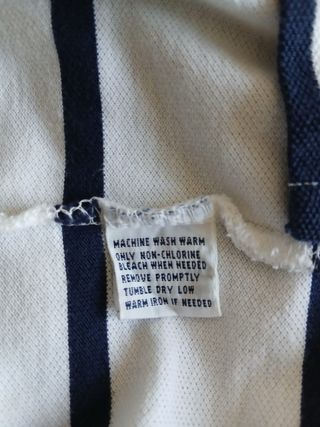 MACHINE WASH WARM
ONLY NON-CHLORINE
BLEACH WHEN NEEDED
REMOVE PROMPTLY
TUMBLE DRY LOW
WARM IRON IF NEEDED